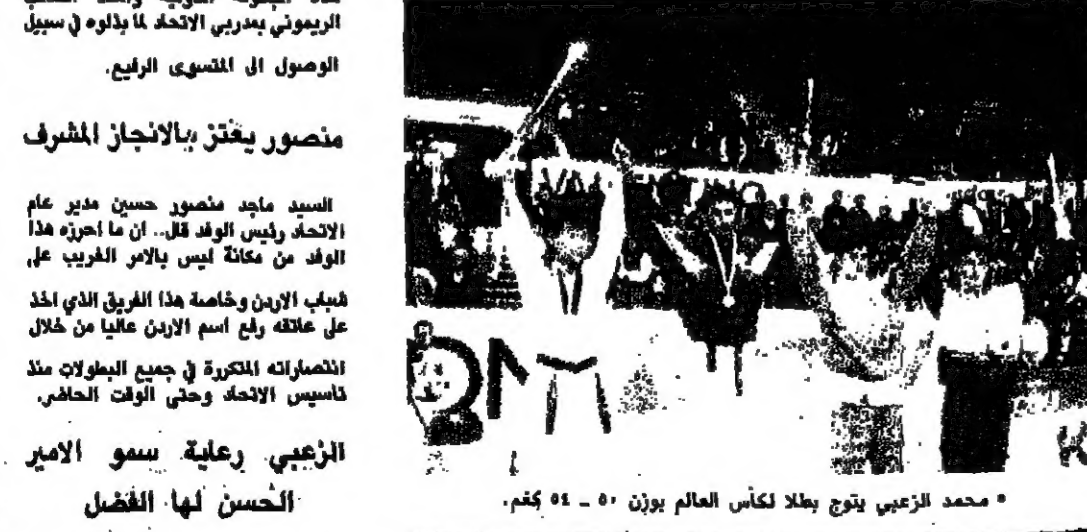 الريموني بمدربي الاتحاد لما بذلوه في سبيل
الوصول الى المتسوى الرفيع.
منصور يعتز بالانجاز المشرف
السيد ماجد منصور حسين مدير عام
الاتحاد رئيس الوفد قال.. ان ما احرزه هذا
الوفد من مكانة ليس بالامر الغريب على
شباب الاردن وخاصة هذا الفريق الذي اخذ
على عاتقه رفع اسم الاردن عاليا من خلال
انتصاراته المتكررة في جميع البطولات منذ
تأسيس الاتحاد وحتى الوقت الحاضر.
الزعبي رعاية سمو الامير
الحسن لها الفضل
* محمد الزعبي يتوج بطلا لكأس العالم بوزن ٥٠ ـ ٥٤ كغم.